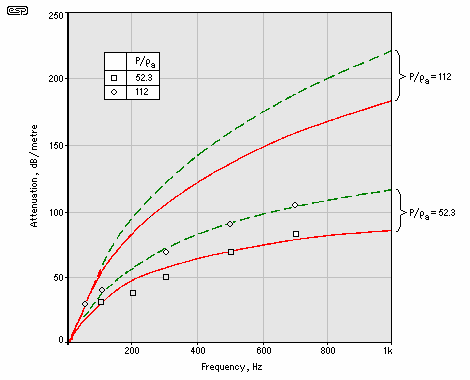 esp
250
200
150
100
50
0
Attenuation, dB/metre
P/ρa
52.3
112
P/ρa = 112
P/ρa = 52.3
200
400
600
800
1k
Frequency, Hz